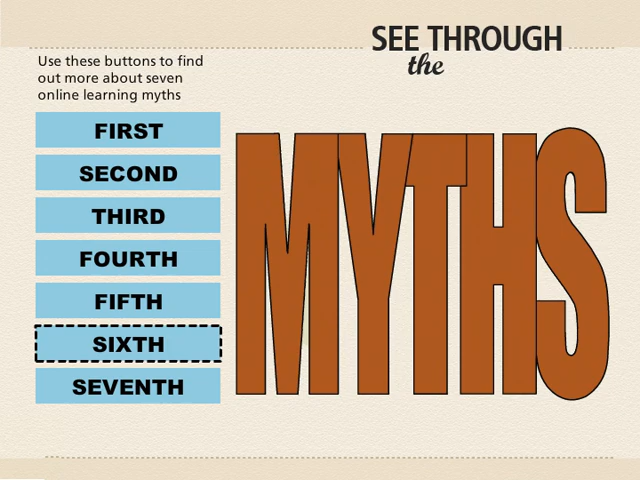 SEE THROUGH
the
Use these buttons to find
out more about seven
online learning myths
FIRST
SECOND
THIRD
FOURTH
FIFTH
SIXTH
SEVENTH
MYTHS